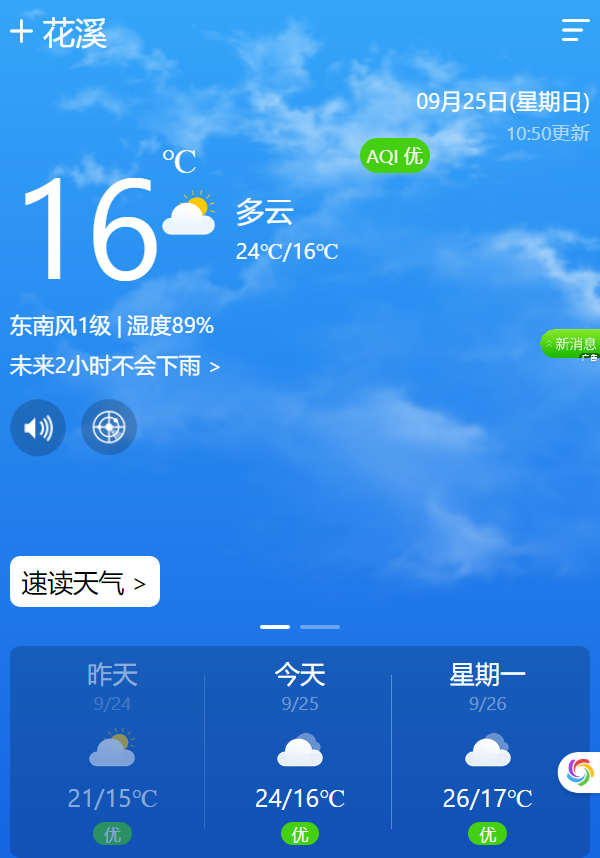 花溪
09月25日(星期日)
10:50更新
AQI 优
16℃
多云
24℃/16℃
东南风1级 | 湿度89%
新消息
广告
未来2小时不会下雨 >
速读天气 >
昨天 今天 星期一
9/24 9/25 9/26
21/15℃ 24/16℃ 26/17℃
优 优 优